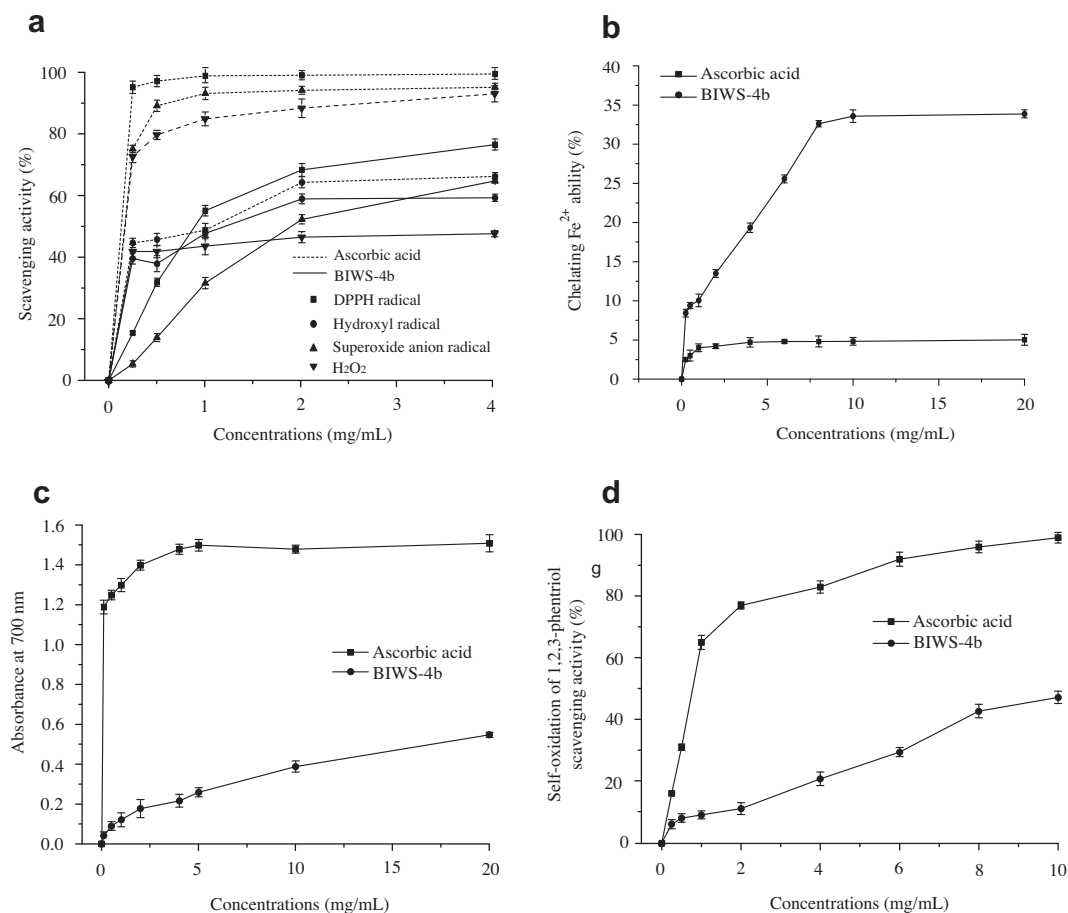 a
Scavenging activity (%)
100
80
60
40
20
0
Ascorbic acid
BIWS-4b
DPPH radical
Hydroxyl radical
Superoxide anion radical
H2O2
0 1 2 3 4
Concentrations (mg/mL)
b
Chelating Fe2+ ability (%)
40
35
30
25
20
15
10
5
0
Ascorbic acid
BIWS-4b
0 5 10 15 20
Concentrations (mg/mL)
c
Absorbance at 700 nm
1.6
1.4
1.2
1.0
0.8
0.6
0.4
0.2
0.0
Ascorbic acid
BIWS-4b
0 5 10 15 20
Concentrations (mg/mL)
d
g
Self-oxidation of 1,2,3-phentriol
scavenging activity (%)
100
80
60
40
20
0
Ascorbic acid
BIWS-4b
0 2 4 6 8 10
Concentrations (mg/mL)